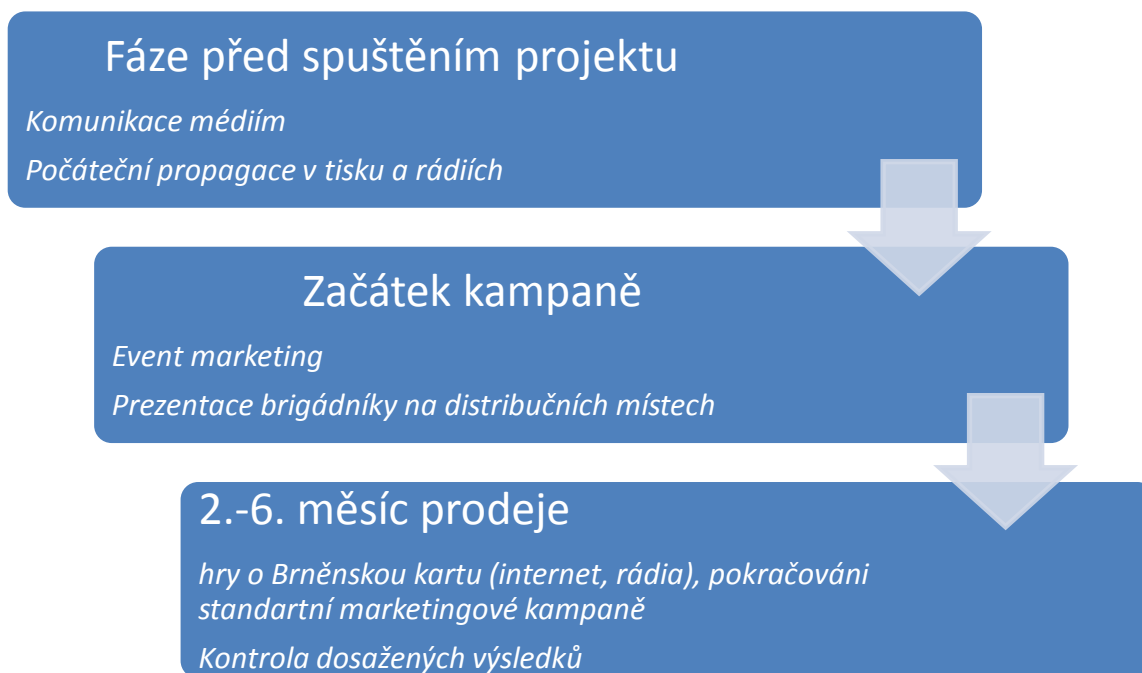 Fáze před spuštěním projektu
Komunikace médiím
Počáteční propagace v tisku a rádiích
Začátek kampaně
Event marketing
Prezentace brigádníky na distribučních místech
2.-6. měsíc prodeje
hry o Brněnskou kartu (internet, rádia), pokračováni
standartní marketingové kampaně
Kontrola dosažených výsledků